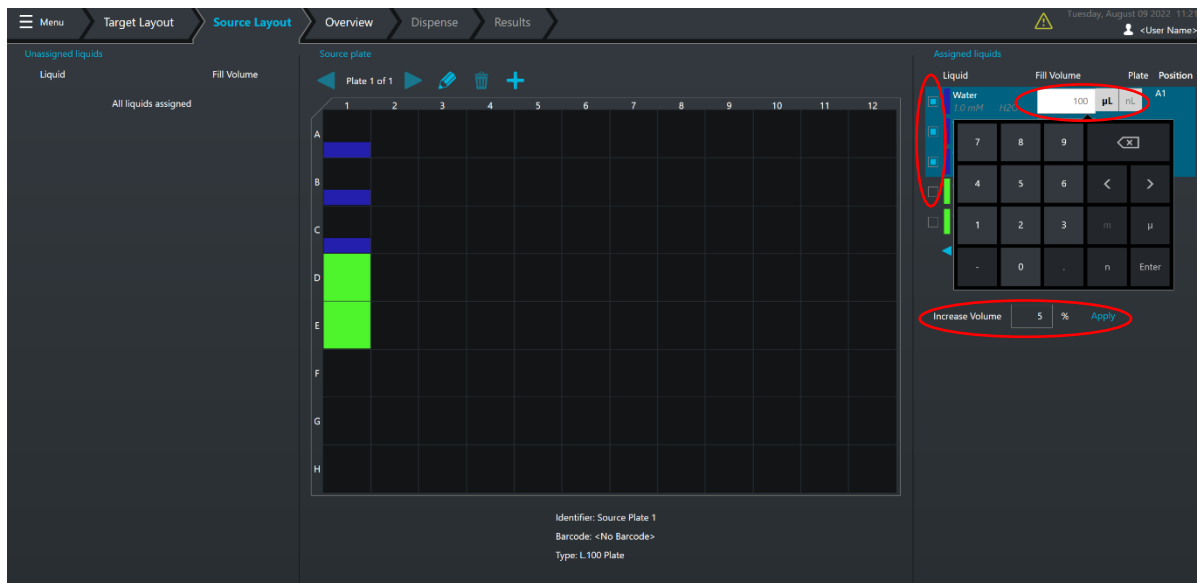 Menu Target Layout Source Layout Overview Dispense Results Tuesday, August 09 2022 11:21
<User Name>
Unassigned liquids
Liquid Fill Volume
All liquids assigned
Source plate
Plate 1 of 1
1 2 3 4 5 6 7 8 9 10 11 12
A
B
C
D
E
F
G
H
Identifier: Source Plate 1
Barcode: <No Barcode>
Type: L.100 Plate
Assigned liquids
Liquid Fill Volume Plate Position
Water 100 µL nL A1
1.0 mM H2O
7 8 9
4 5 6 < >
1 2 3 m µ
- 0 . n Enter
Increase Volume 5 % Apply